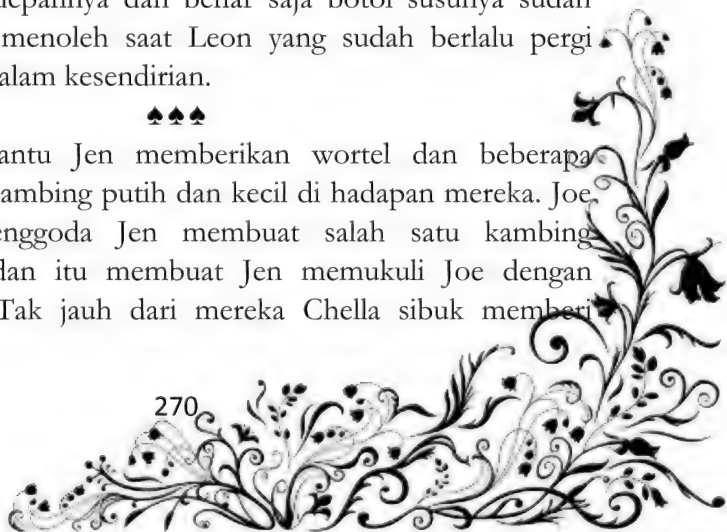 depannya dan benar saja botol susunya sudah
menoleh saat Leon yang sudah berlalu pergi
alam kesendirian.
♠♠♠
antu Jen memberikan wortel dan beberapa
ambing putih dan kecil di hadapan mereka. Joe
enggoda Jen membuat salah satu kambing
dan itu membuat Jen memukuli Joe dengan
Tak jauh dari mereka Chella sibuk memberi
270